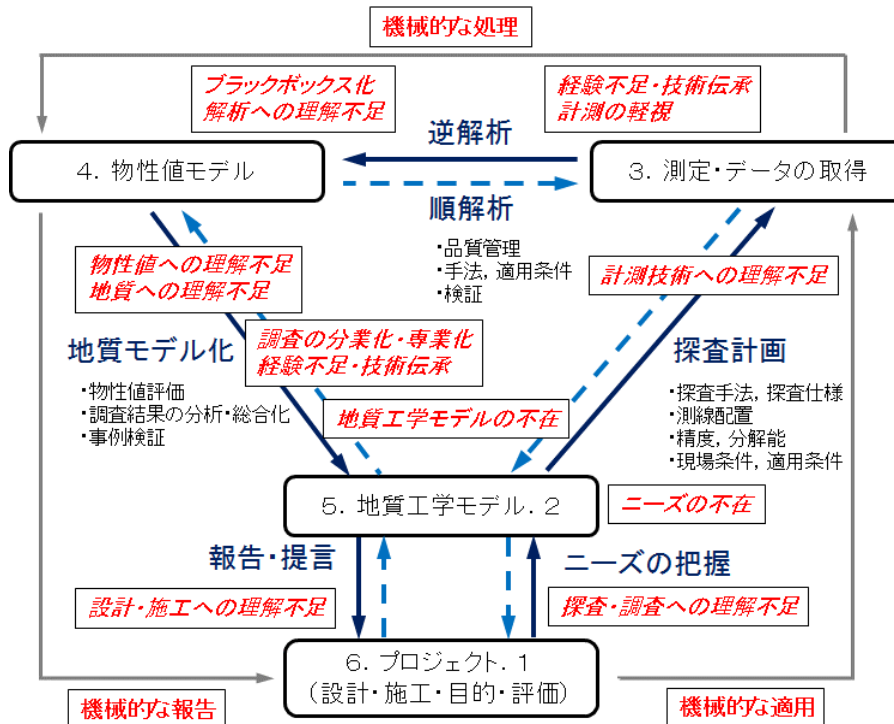 機械的な処理
ブラックボックス化
解析への理解不足
経験不足・技術伝承
計測の軽視
逆解析
4. 物性値モデル
3. 測定・データの取得
順解析
・品質管理
・手法, 適用条件
・検証
物性値への理解不足
地質への理解不足
計測技術への理解不足
調査の分業化・専業化
経験不足・技術伝承
地質モデル化
・物性値評価
・調査結果の分析・総合化
・事例検証
探査計画
・探査手法, 探査仕様
・測線配置
・精度, 分解能
・現場条件, 適用条件
地質工学モデルの不在
5. 地質工学モデル. 2
ニーズの不在
報告・提言
ニーズの把握
設計・施工への理解不足
探査・調査への理解不足
6. プロジェクト. 1
(設計・施工・目的・評価)
機械的な報告
機械的な適用